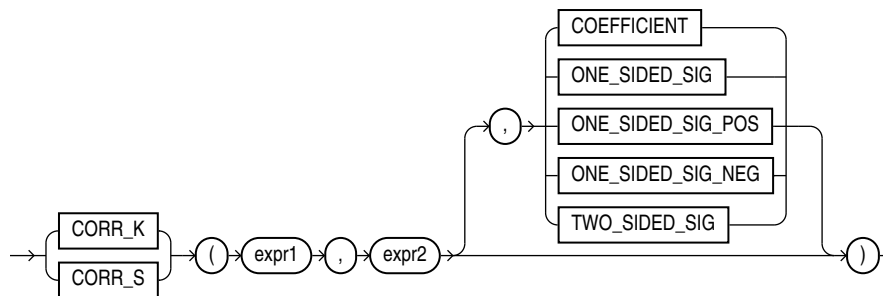 COEFFICIENT
ONE_SIDED_SIG
, ONE_SIDED_SIG_POS
ONE_SIDED_SIG_NEG
TWO_SIDED_SIG
CORR_K
( expr1 , expr2 )
CORR_S